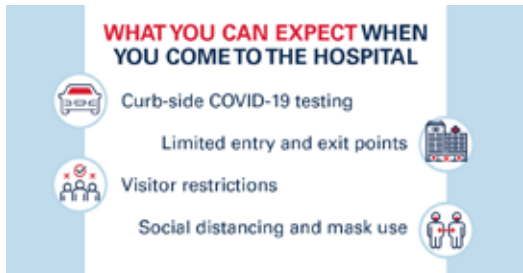 WHAT YOU CAN EXPECT WHEN
YOU COME TO THE HOSPITAL
Curb-side COVID-19 testing
Limited entry and exit points
Visitor restrictions
Social distancing and mask use